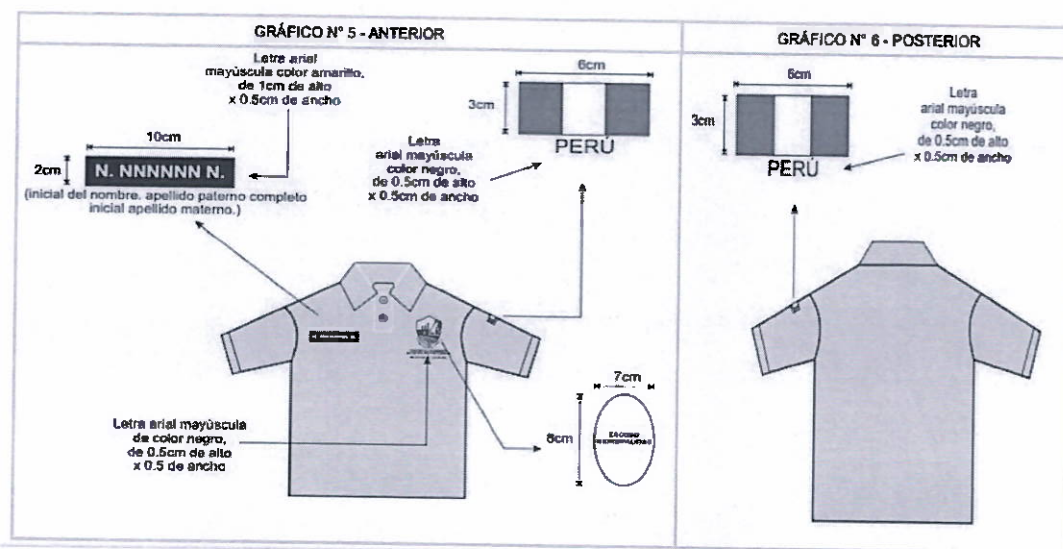 GRÁFICO N° 5 - ANTERIOR
Letra arial
mayúscula color amarillo,
de 1cm de alto
x 0.5cm de ancho
10cm
2cm
N. NNNNNN N.
(inicial del nombre, apellido paterno completo
inicial apellido materno.)
6cm
3cm
PERÚ
Letra
arial mayúscula
color negro,
de 0.5cm de alto
x 0.5cm de ancho
Letra arial mayúscula
de color negro,
de 0.5cm de alto
x 0.5 de ancho
7cm
8cm
ESCUDO
GRÁFICO N° 6 - POSTERIOR
6cm
3cm
PERÚ
Letra
arial mayúscula
color negro,
de 0.5cm de alto
x 0.5cm de ancho